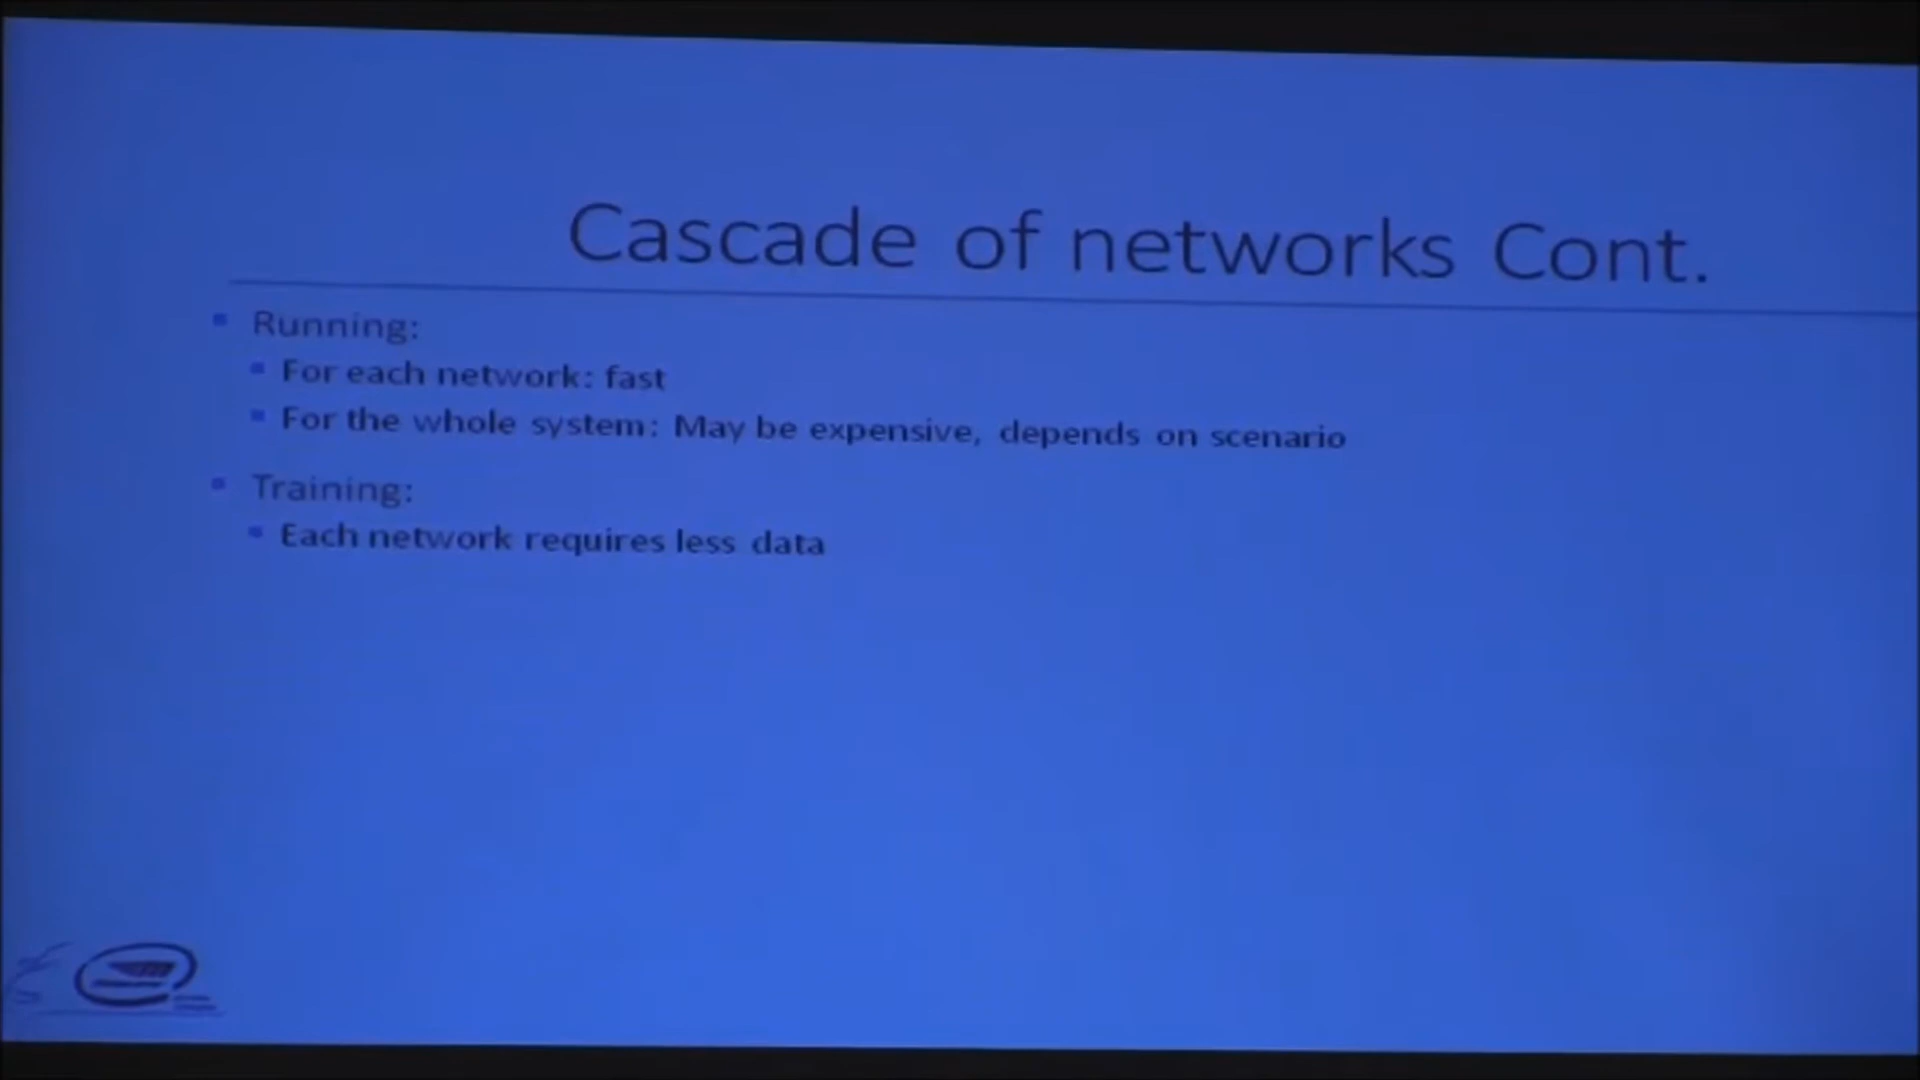 Cascade of networks Cont.
Running:
For each network: fast
For the whole system: May be expensive, depends on scenario
Training:
Each network requires less data